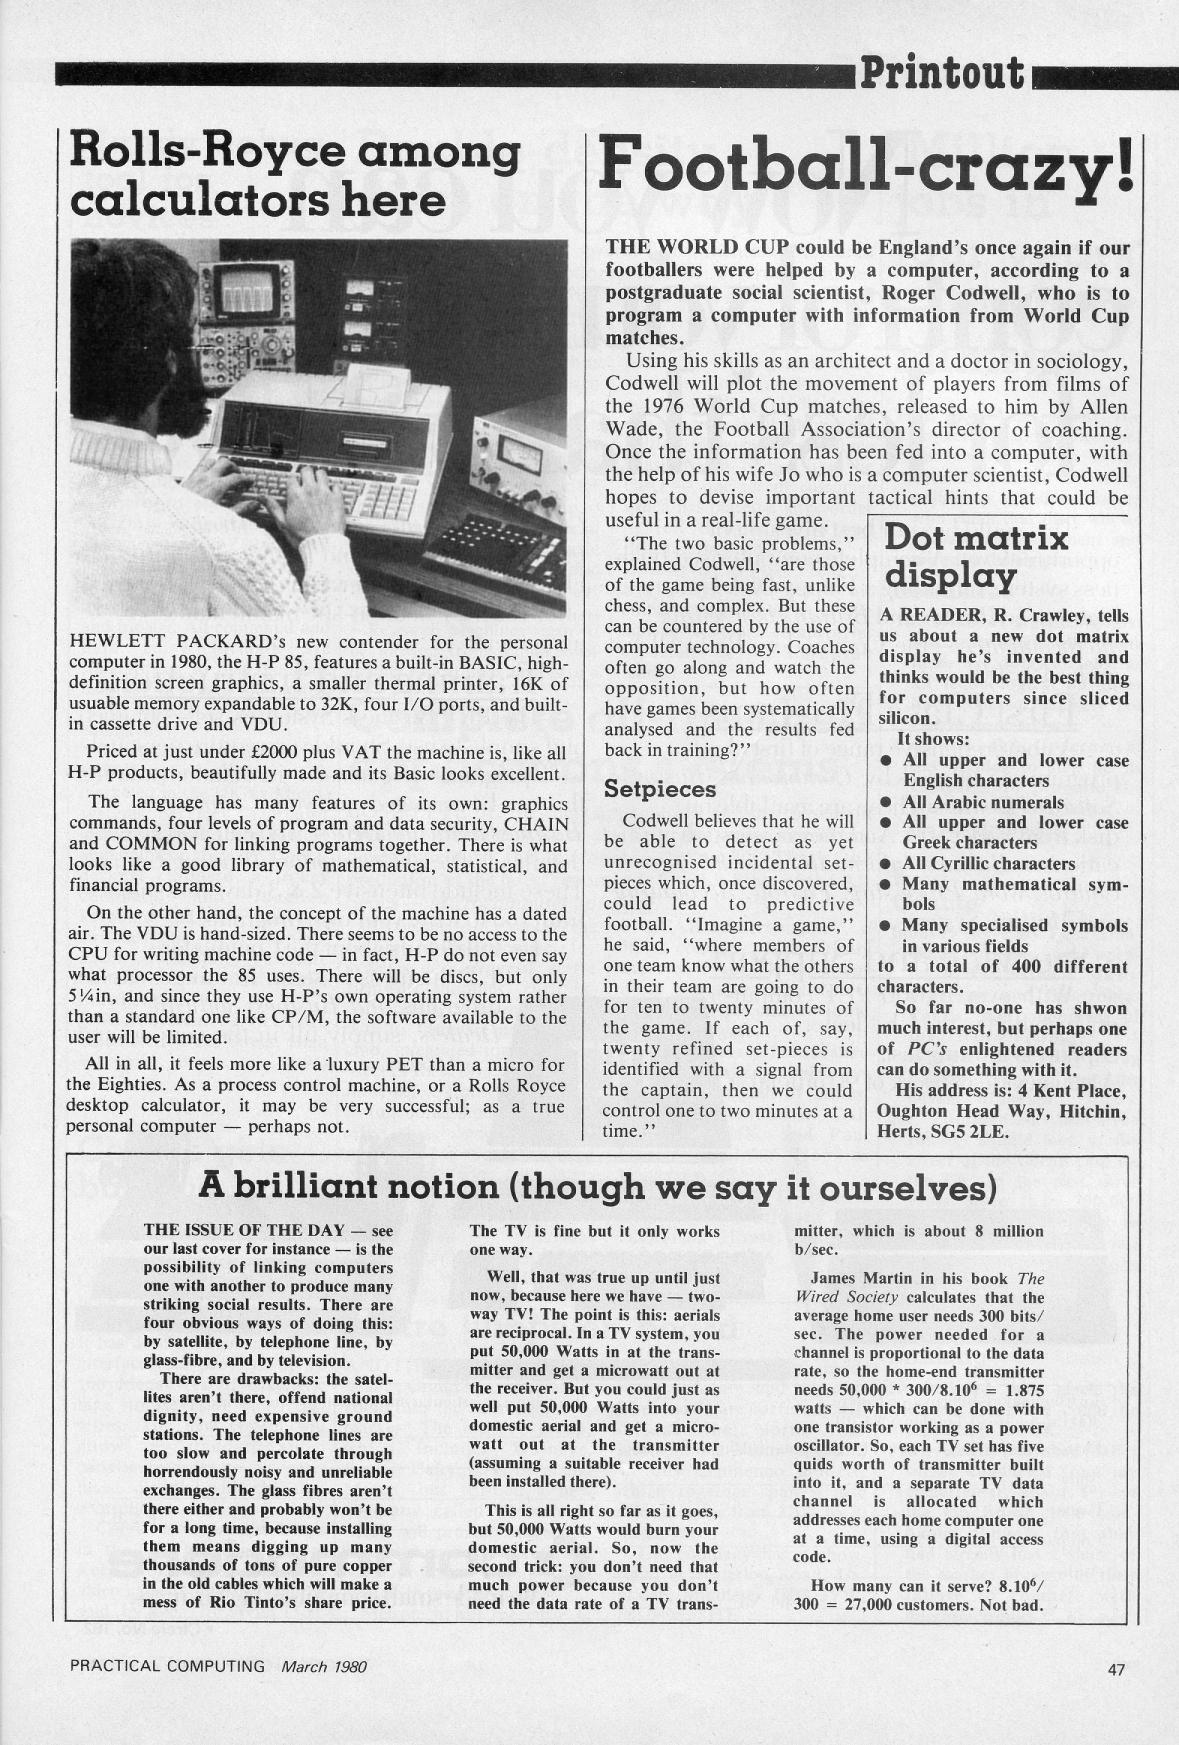 Printout
Rolls-Royce among
calculators here
HEWLETT PACKARD's new contender for the personal
computer in 1980, the H-P 85, features a built-in BASIC, high-
definition screen graphics, a smaller thermal printer, 16K of
usuable memory expandable to 32K, four I/O ports, and built-
in cassette drive and VDU.
Priced at just under £2000 plus VAT the machine is, like all
H-P products, beautifully made and its Basic looks excellent.
The language has many features of its own: graphics
commands, four levels of program and data security, CHAIN
and COMMON for linking programs together. There is what
looks like a good library of mathematical, statistical, and
financial programs.
On the other hand, the concept of the machine has a dated
air. The VDU is hand-sized. There seems to be no access to the
CPU for writing machine code — in fact, H-P do not even say
what processor the 85 uses. There will be discs, but only
5¼in, and since they use H-P's own operating system rather
than a standard one like CP/M, the software available to the
user will be limited.
All in all, it feels more like a luxury PET than a micro for
the Eighties. As a process control machine, or a Rolls Royce
desktop calculator, it may be very successful; as a true
personal computer — perhaps not.
Football-crazy!
THE WORLD CUP could be England's once again if our
footballers were helped by a computer, according to a
postgraduate social scientist, Roger Codwell, who is to
program a computer with information from World Cup
matches.
Using his skills as an architect and a doctor in sociology,
Codwell will plot the movement of players from films of
the 1976 World Cup matches, released to him by Allen
Wade, the Football Association's director of coaching.
Once the information has been fed into a computer, with
the help of his wife Jo who is a computer scientist, Codwell
hopes to devise important tactical hints that could be
useful in a real-life game.
"The two basic problems,"
explained Codwell, "are those
of the game being fast, unlike
chess, and complex. But these
can be countered by the use of
computer technology. Coaches
often go along and watch the
opposition, but how often
have games been systematically
analysed and the results fed
back in training?"
Setpieces
Codwell believes that he will
be able to detect as yet
unrecognised incidental set-
pieces which, once discovered,
could lead to predictive
football. "Imagine a game,"
he said, "where members of
one team know what the others
in their team are going to do
for ten to twenty minutes of
the game. If each of, say,
twenty refined set-pieces is
identified with a signal from
the captain, then we could
control one to two minutes at a
time."
Dot matrix
display
A READER, R. Crawley, tells
us about a new dot matrix
display he's invented and
thinks would be the best thing
for computers since sliced
silicon.
It shows:
● All upper and lower case
English characters
● All Arabic numerals
● All upper and lower case
Greek characters
● All Cyrillic characters
● Many mathematical sym-
bols
● Many specialised symbols
in various fields
to a total of 400 different
characters.
So far no-one has shwon
much interest, but perhaps one
of PC's enlightened readers
can do something with it.
His address is: 4 Kent Place,
Oughton Head Way, Hitchin,
Herts, SG5 2LE.
A brilliant notion (though we say it ourselves)
THE ISSUE OF THE DAY — see
our last cover for instance — is the
possibility of linking computers
one with another to produce many
striking social results. There are
four obvious ways of doing this:
by satellite, by telephone line, by
glass-fibre, and by television.
There are drawbacks: the satel-
lites aren't there, offend national
dignity, need expensive ground
stations. The telephone lines are
too slow and percolate through
horrendously noisy and unreliable
exchanges. The glass fibres aren't
there either and probably won't be
for a long time, because installing
them means digging up many
thousands of tons of pure copper
in the old cables which will make a
mess of Rio Tinto's share price.
The TV is fine but it only works
one way.
Well, that was true up until just
now, because here we have — two-
way TV! The point is this: aerials
are reciprocal. In a TV system, you
put 50,000 Watts in at the trans-
mitter and get a microwatt out at
the receiver. But you could just as
well put 50,000 Watts into your
domestic aerial and get a micro-
watt out at the transmitter
(assuming a suitable receiver had
been installed there).
This is all right so far as it goes,
but 50,000 Watts would burn your
domestic aerial. So, now the
second trick: you don't need that
much power because you don't
need the data rate of a TV trans-
mitter, which is about 8 million
b/sec.
James Martin in his book The
Wired Society calculates that the
average home user needs 300 bits/
sec. The power needed for a
channel is proportional to the data
rate, so the home-end transmitter
needs 50,000 * 300/8.10⁶ = 1.875
watts — which can be done with
one transistor working as a power
oscillator. So, each TV set has five
quids worth of transmitter built
into it, and a separate TV data
channel is allocated which
addresses each home computer one
at a time, using a digital access
code.
How many can it serve? 8.10⁶/
300 = 27,000 customers. Not bad.
PRACTICAL COMPUTING March 1980
47